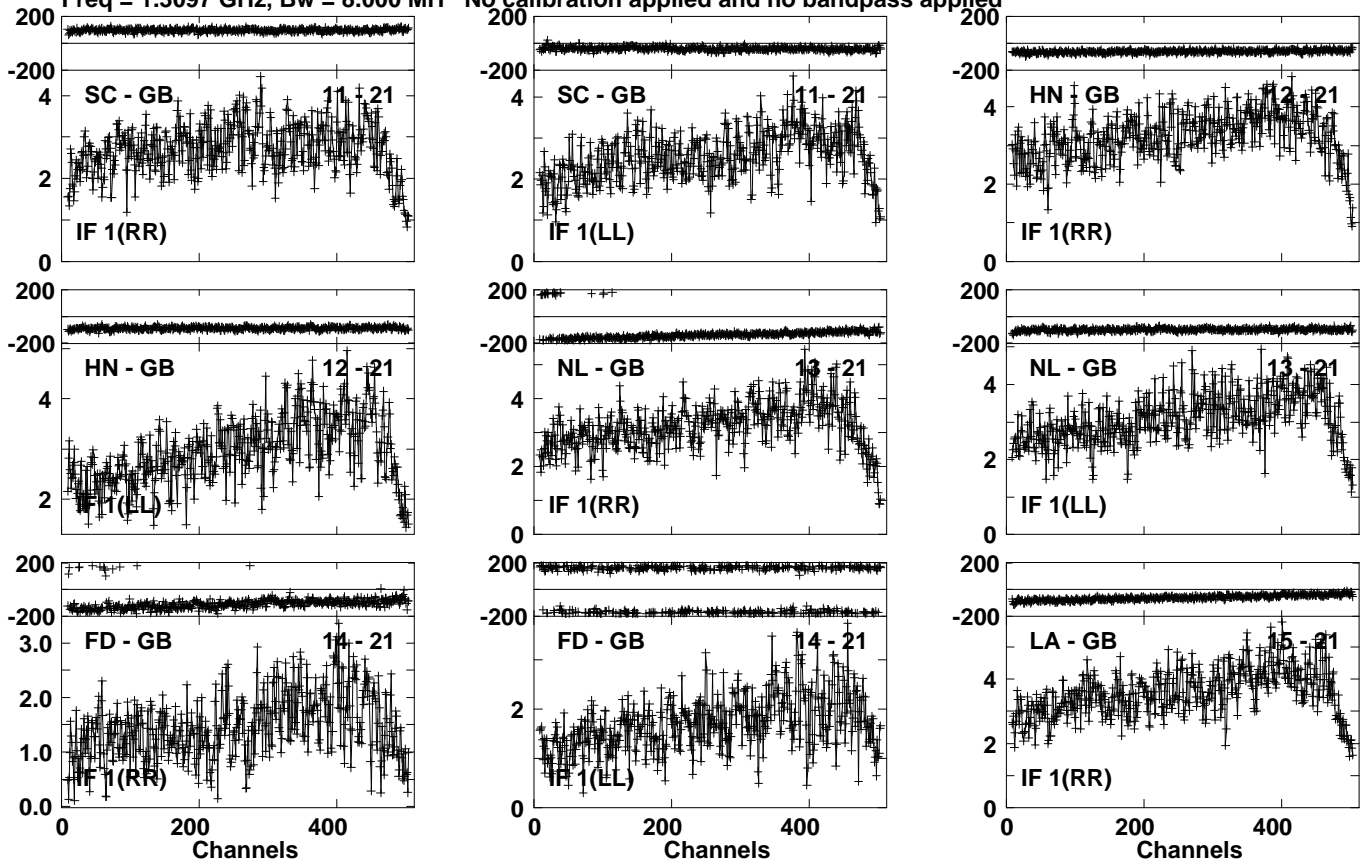 Freq = 1.3097 GHz, Bw = 8.000 MH No calibration applied and no bandpass applied
200
-200
4
2
0
SC - GB 11 - 21
IF 1(RR)
200
-200
4
2
0
SC - GB 11 - 21
IF 1(LL)
200
-200
4
2
0
HN - GB 12 - 21
IF 1(RR)
200
-200
4
2
HN - GB 12 - 21
IF 1(LL)
200
-200
4
2
0
NL - GB 13 - 21
IF 1(RR)
200
-200
4
2
0
NL - GB 13 - 21
IF 1(LL)
200
-200
3.0
2.0
1.0
0.0
FD - GB 14 - 21
IF 1(RR)
0 200 400
Channels
200
-200
2
0
FD - GB 14 - 21
IF 1(LL)
0 200 400
Channels
200
-200
4
2
0
LA - GB 15 - 21
IF 1(RR)
0 200 400
Channels